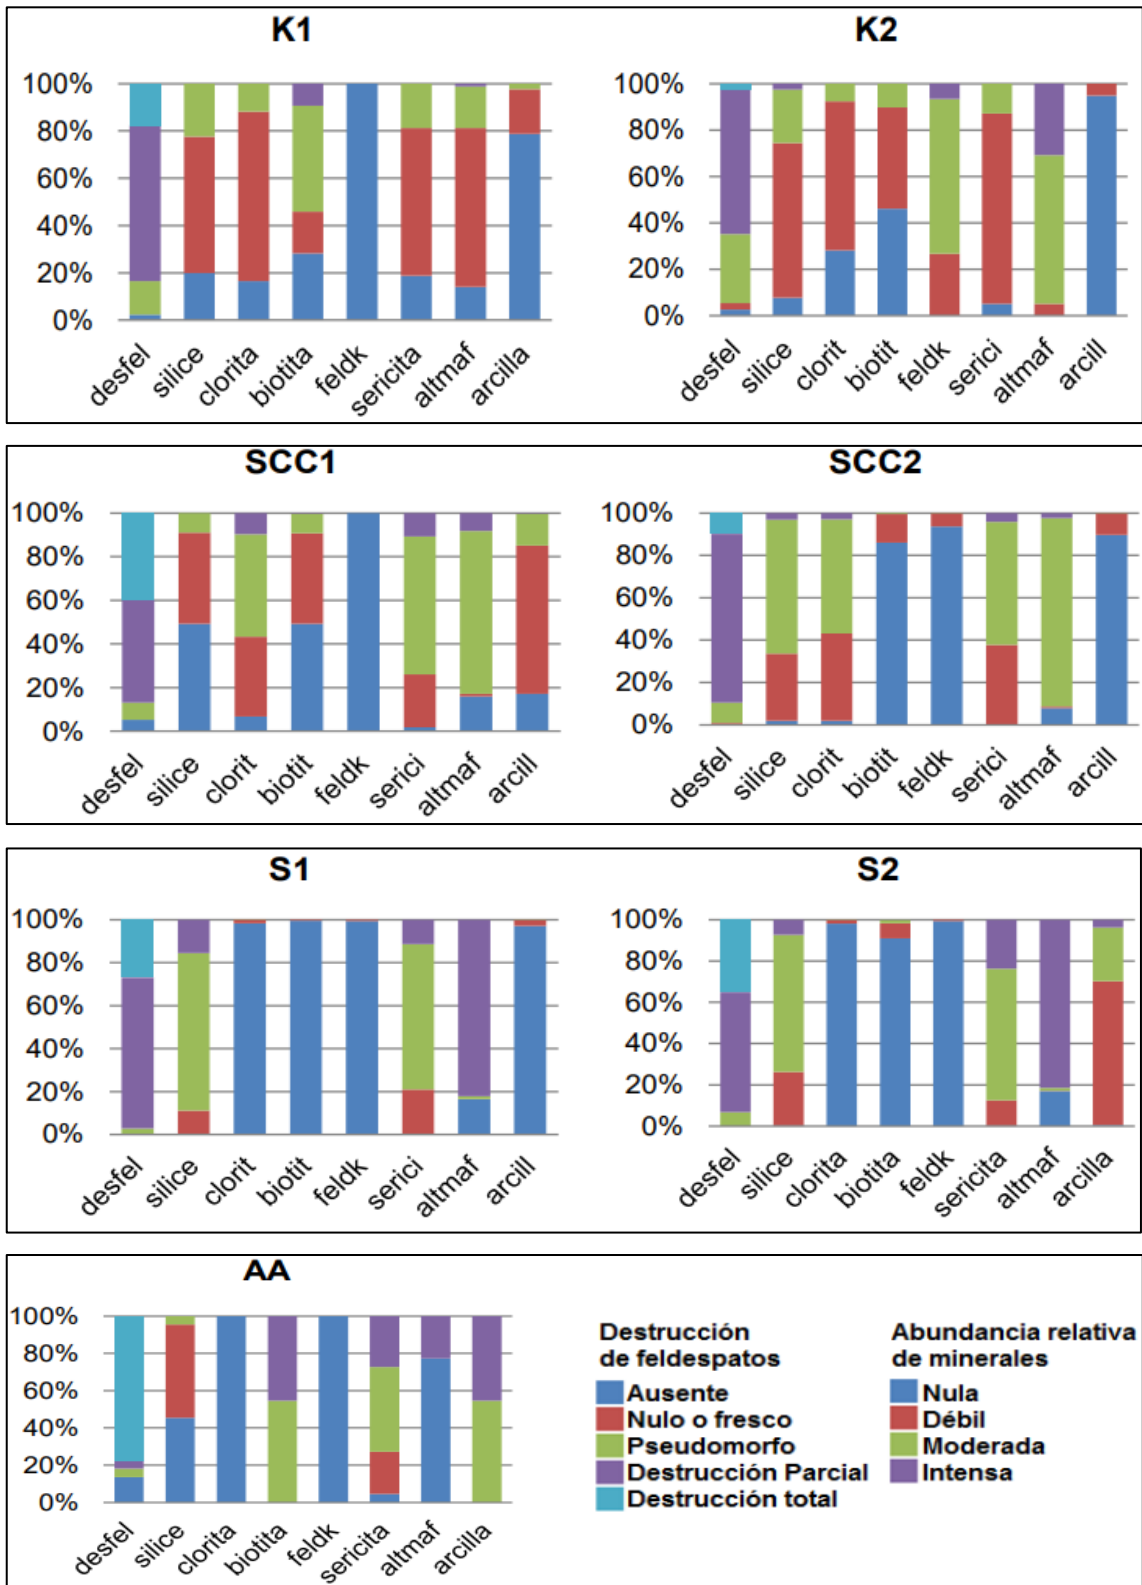 K1
100%
80%
60%
40%
20%
0%
desfel
silice
clorita
biotita
feldk
sericita
altmaf
arcilla
K2
100%
80%
60%
40%
20%
0%
desfel
silice
clorit
biotit
feldk
serici
altmaf
arcill
SCC1
100%
80%
60%
40%
20%
0%
desfel
silice
clorit
biotit
feldk
serici
altmaf
arcill
SCC2
100%
80%
60%
40%
20%
0%
desfel
silice
clorit
biotit
feldk
serici
altmaf
arcill
S1
100%
80%
60%
40%
20%
0%
desfel
silice
clorit
biotit
feldk
serici
altmaf
arcill
S2
100%
80%
60%
40%
20%
0%
desfel
silice
clorita
biotita
feldk
sericita
altmaf
arcilla
AA
100%
80%
60%
40%
20%
0%
desfel
silice
clorita
biotita
feldk
sericita
altmaf
arcilla
Destrucción
de feldespatos
Ausente
Nulo o fresco
Pseudomorfo
Destrucción Parcial
Destrucción total
Abundancia relativa
de minerales
Nula
Débil
Moderada
Intensa